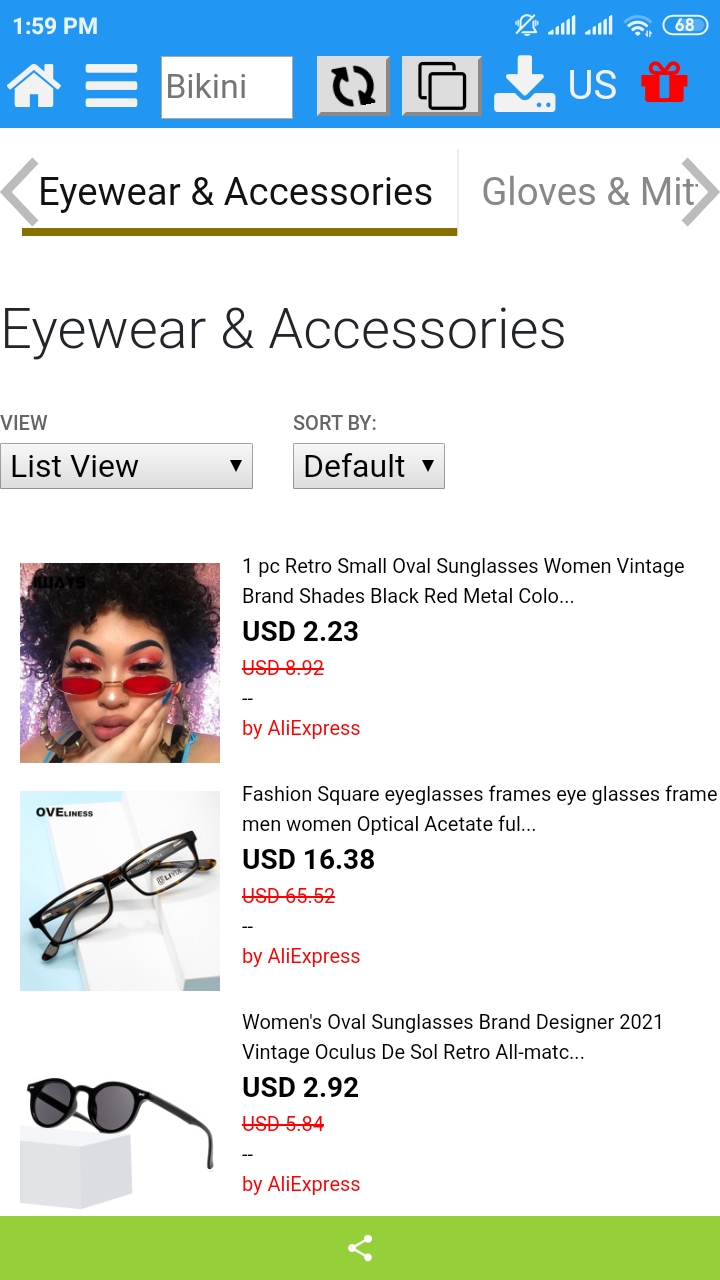 1:59 PM
68
Bikini
US
Eyewear & Accessories
Gloves & Mit
Eyewear & Accessories
VIEW
SORT BY:
List View ▼
Default ▼
1 pc Retro Small Oval Sunglasses Women Vintage
Brand Shades Black Red Metal Colo...
USD 2.23
USD 8.92
--
by AliExpress
OVELINESS
Fashion Square eyeglasses frames eye glasses frame
men women Optical Acetate ful...
USD 16.38
USD 65.52
--
by AliExpress
Women's Oval Sunglasses Brand Designer 2021
Vintage Oculus De Sol Retro All-matc...
USD 2.92
USD 5.84
--
by AliExpress